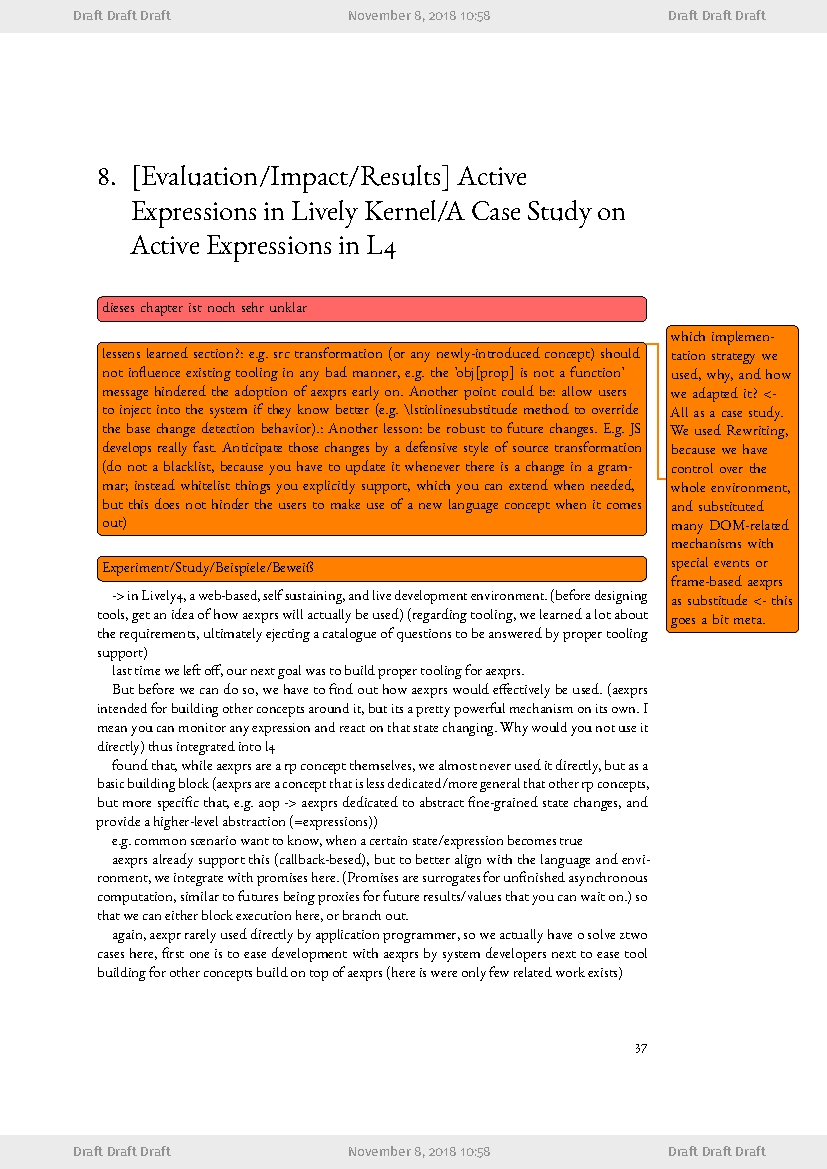 Draft Draft Draft November 8, 2018 10:58 Draft Draft Draft
8. [Evaluation/Impact/Results] Active
Expressions in Lively Kernel/A Case Study on
Active Expressions in L4
dieses chapter ist noch sehr unklar
lessens learned section?: e.g. src transformation (or any newly-introduced concept) should
not influence existing tooling in any bad manner, e.g. the 'obj[prop] is not a function'
message hindered the adoption of aexprs early on. Another point could be: allow users
to inject into the system if they know better (e.g. \lstinlinesubstitude method to override
the base change detection behavior).: Another lesson: be robust to future changes. E.g. JS
develops really fast. Anticipate those changes by a defensive style of source transformation
(do not a blacklist, because you have to update it whenever there is a change in a gram-
mar; instead whitelist things you explicitly support, which you can extend when needed,
but this does not hinder the users to make use of a new language concept when it comes
out)
which implemen-
tation strategy we
used, why, and how
we adapted it? <-
All as a case study.
We used Rewriting,
because we have
control over the
whole environment,
and substituted
many DOM-related
mechanisms with
special events or
frame-based aexprs
as substitude <- this
goes a bit meta.
Experiment/Study/Beispiele/Beweiß
-> in Lively4, a web-based, self sustaining, and live development environment. (before designing
tools, get an idea of how aexprs will actually be used) (regarding tooling, we learned a lot about
the requirements, ultimately ejecting a catalogue of questions to be answered by proper tooling
support)
last time we left off, our next goal was to build proper tooling for aexprs.
But before we can do so, we have to find out how aexprs would effectively be used. (aexprs
intended for building other concepts around it, but its a pretty powerful mechanism on its own. I
mean you can monitor any expression and react on that state changing. Why would you not use it
directly) thus integrated into l4
found that, while aexprs are a rp concept themselves, we almost never used it directly, but as a
basic building block (aexprs are a concept that is less dedicated/more general that other rp concepts,
but more specific that, e.g. aop -> aexprs dedicated to abstract fine-grained state changes, and
provide a higher-level abstraction (=expressions))
e.g. common scenario want to know, when a certain state/expression becomes true
aexprs already support this (callback-besed), but to better align with the language and envi-
ronment, we integrate with promises here. (Promises are surrogates for unfinished asynchronous
computation, similar to futures being proxies for future results/values that you can wait on.) so
that we can either block execution here, or branch out.
again, aexpr rarely used directly by application programmer, so we actually have o solve ztwo
cases here, first one is to ease development with aexprs by system developers next to ease tool
building for other concepts build on top of aexprs (here is were only few related work exists)
37
Draft Draft Draft November 8, 2018 10:58 Draft Draft Draft